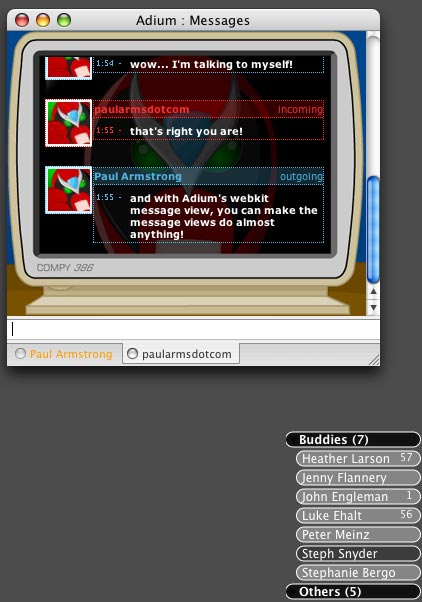 Adium : Messages
1:54 - wow... I'm talking to myself!
paularmsdotcom incoming
1:55 - that's right you are!
Paul Armstrong outgoing
1:55 - and with Adium's webkit
message view, you can make the
message views do almost
anything!
COMPY 386
Paul Armstrong paularmsdotcom
Buddies (7)
Heather Larson 57
Jenny Flannery
John Engleman 1
Luke Ehalt 56
Peter Meinz
Steph Snyder
Stephanie Bergo
Others (5)